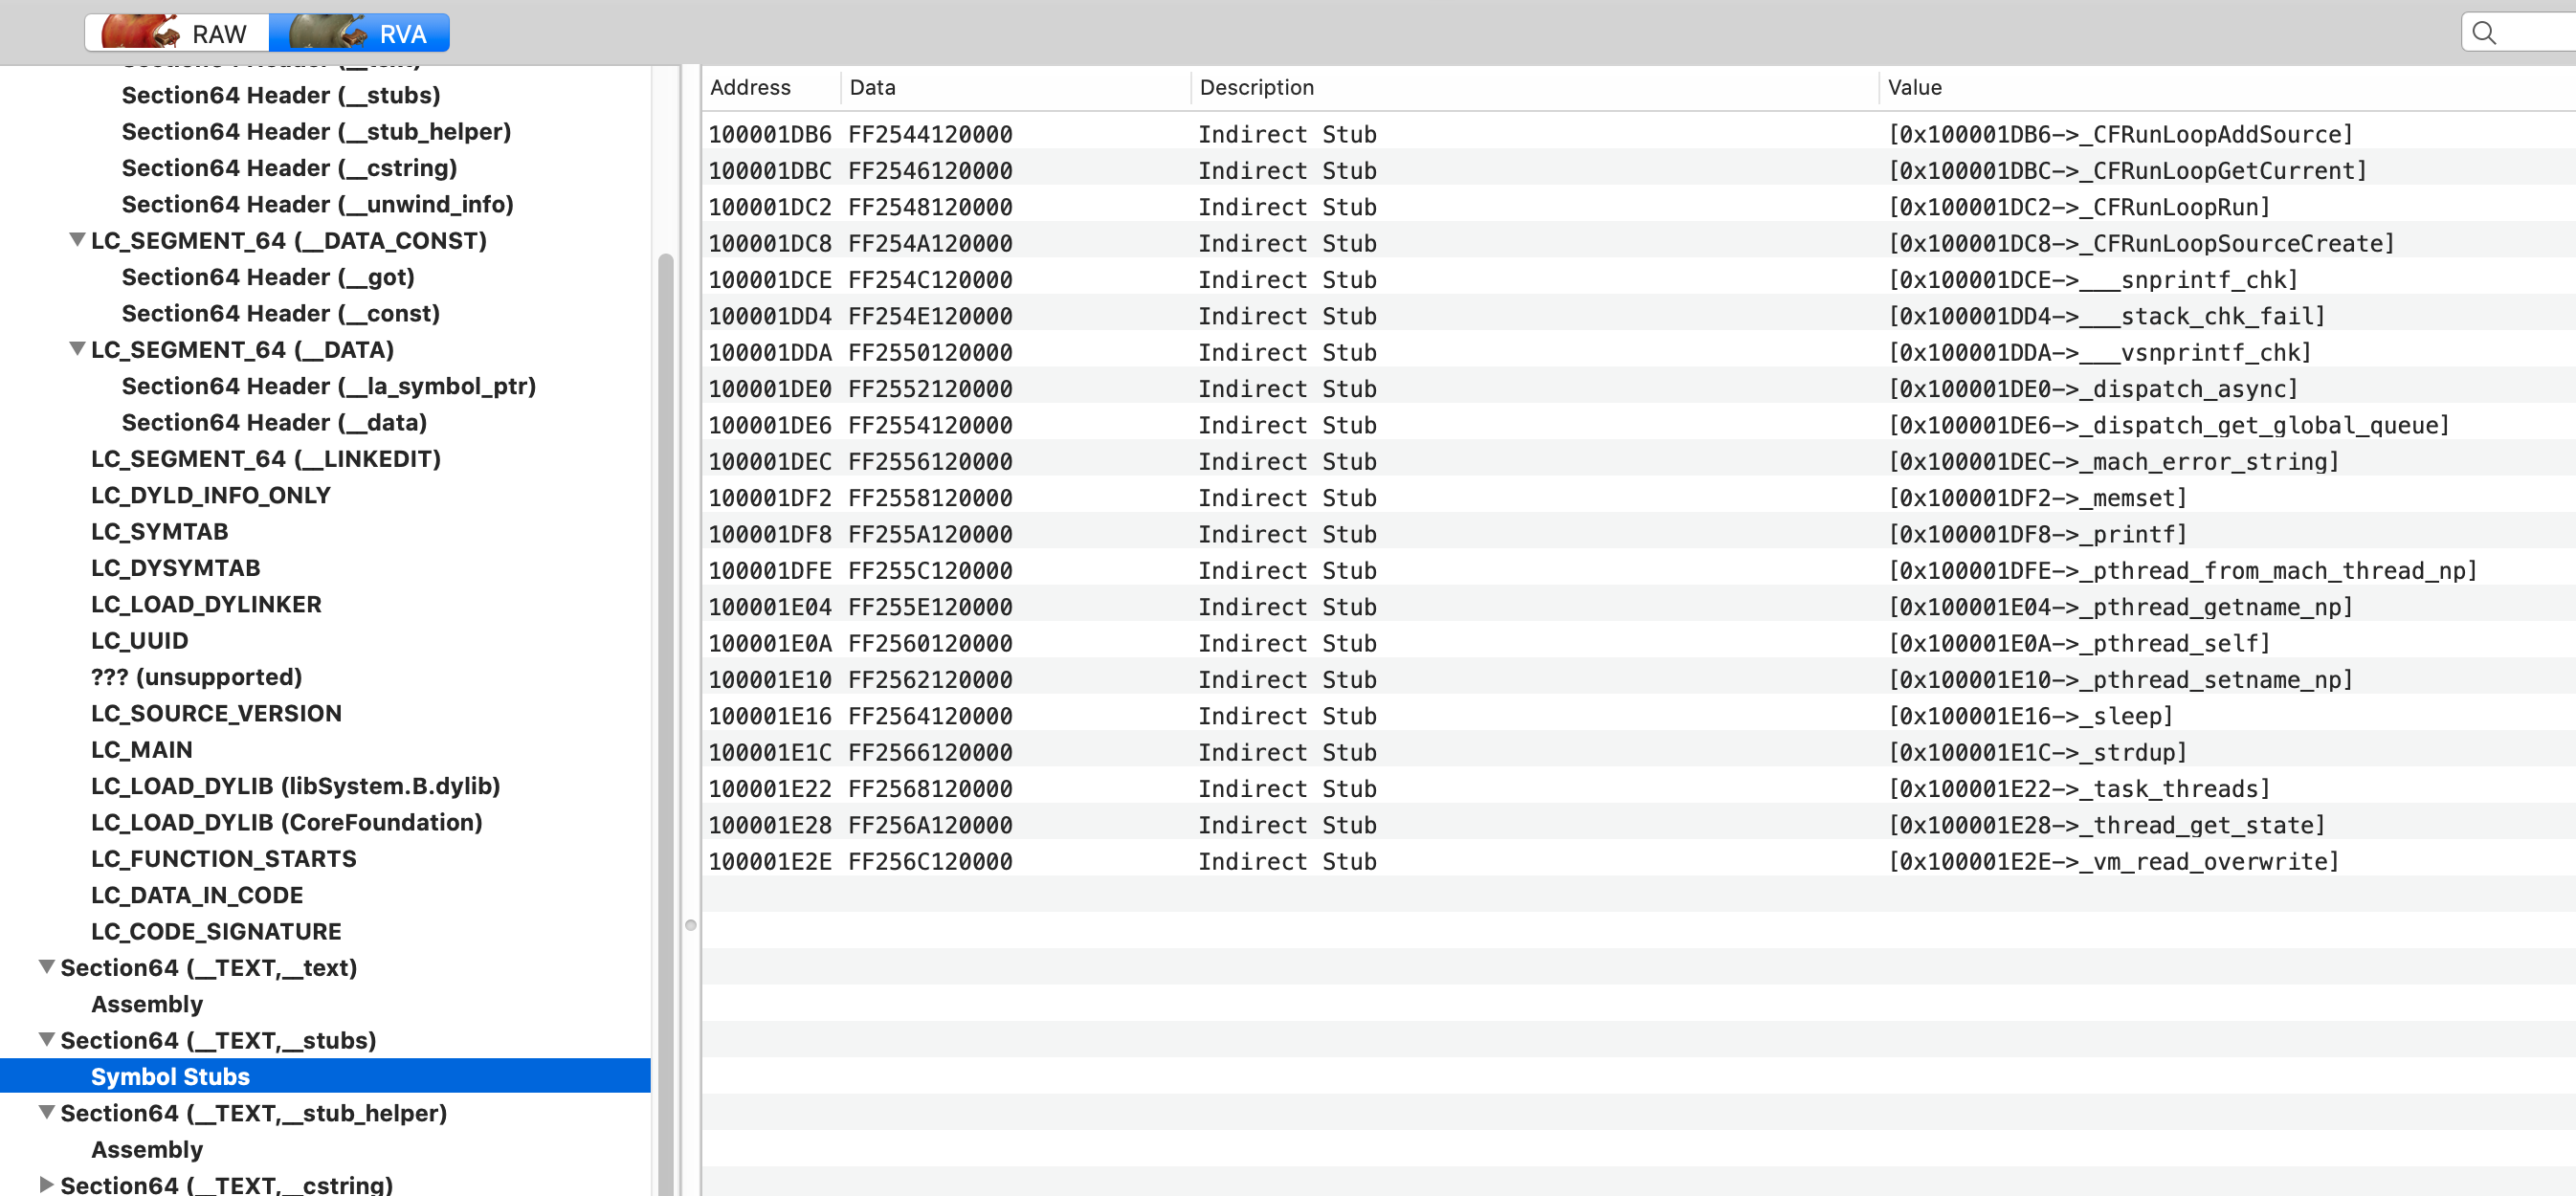 RAW RVA
Section64 Header (__text)
Section64 Header (__stubs)
Section64 Header (__stub_helper)
Section64 Header (__cstring)
Section64 Header (__unwind_info)
LC_SEGMENT_64 (__DATA_CONST)
Section64 Header (__got)
Section64 Header (__const)
LC_SEGMENT_64 (__DATA)
Section64 Header (__la_symbol_ptr)
Section64 Header (__data)
LC_SEGMENT_64 (__LINKEDIT)
LC_DYLD_INFO_ONLY
LC_SYMTAB
LC_DYSYMTAB
LC_LOAD_DYLINKER
LC_UUID
??? (unsupported)
LC_SOURCE_VERSION
LC_MAIN
LC_LOAD_DYLIB (libSystem.B.dylib)
LC_LOAD_DYLIB (CoreFoundation)
LC_FUNCTION_STARTS
LC_DATA_IN_CODE
LC_CODE_SIGNATURE
Section64 (__TEXT,__text)
Assembly
Section64 (__TEXT,__stubs)
Symbol Stubs
Section64 (__TEXT,__stub_helper)
Assembly
Section64 (__TEXT,__cstring)
Address Data Description Value
100001DB6 FF2544120000 Indirect Stub [0x100001DB6->_CFRunLoopAddSource]
100001DBC FF2546120000 Indirect Stub [0x100001DBC->_CFRunLoopGetCurrent]
100001DC2 FF2548120000 Indirect Stub [0x100001DC2->_CFRunLoopRun]
100001DC8 FF254A120000 Indirect Stub [0x100001DC8->_CFRunLoopSourceCreate]
100001DCE FF254C120000 Indirect Stub [0x100001DCE->___snprintf_chk]
100001DD4 FF254E120000 Indirect Stub [0x100001DD4->___stack_chk_fail]
100001DDA FF2550120000 Indirect Stub [0x100001DDA->___vsnprintf_chk]
100001DE0 FF2552120000 Indirect Stub [0x100001DE0->_dispatch_async]
100001DE6 FF2554120000 Indirect Stub [0x100001DE6->_dispatch_get_global_queue]
100001DEC FF2556120000 Indirect Stub [0x100001DEC->_mach_error_string]
100001DF2 FF2558120000 Indirect Stub [0x100001DF2->_memset]
100001DF8 FF255A120000 Indirect Stub [0x100001DF8->_printf]
100001DFE FF255C120000 Indirect Stub [0x100001DFE->_pthread_from_mach_thread_np]
100001E04 FF255E120000 Indirect Stub [0x100001E04->_pthread_getname_np]
100001E0A FF2560120000 Indirect Stub [0x100001E0A->_pthread_self]
100001E10 FF2562120000 Indirect Stub [0x100001E10->_pthread_setname_np]
100001E16 FF2564120000 Indirect Stub [0x100001E16->_sleep]
100001E1C FF2566120000 Indirect Stub [0x100001E1C->_strdup]
100001E22 FF2568120000 Indirect Stub [0x100001E22->_task_threads]
100001E28 FF256A120000 Indirect Stub [0x100001E28->_thread_get_state]
100001E2E FF256C120000 Indirect Stub [0x100001E2E->_vm_read_overwrite]